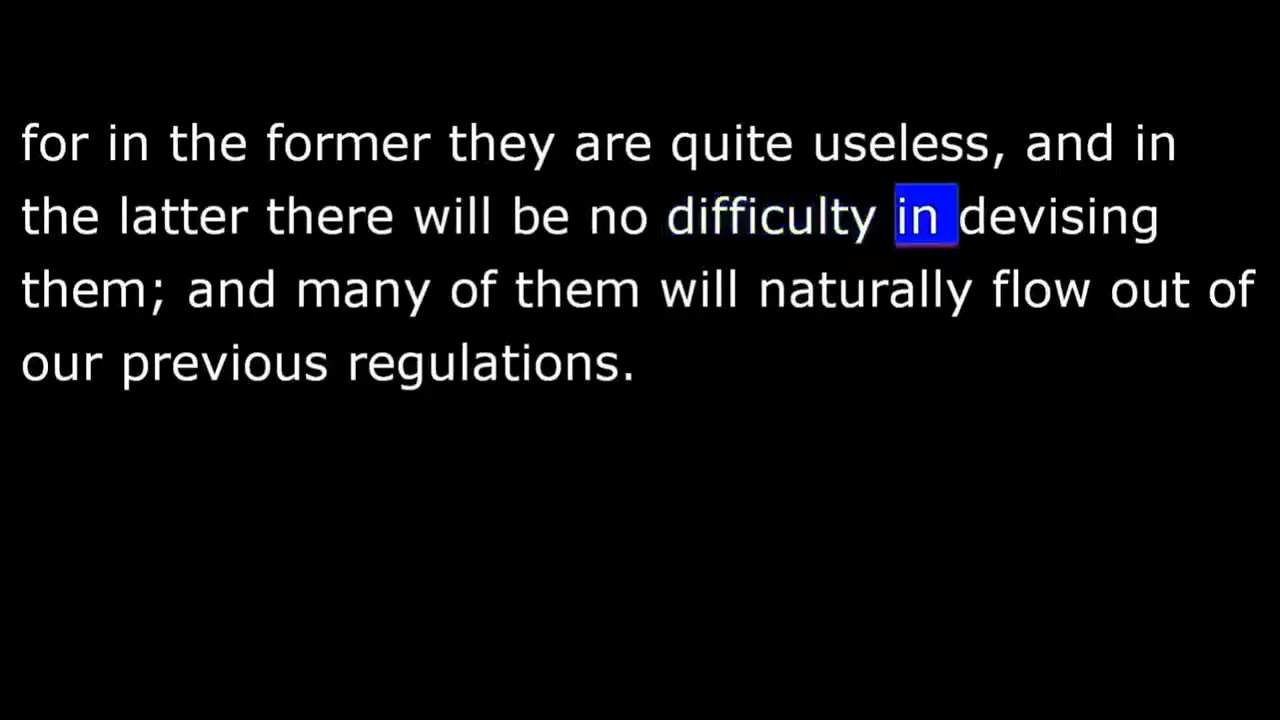 for in the former they are quite useless, and in
the latter there will be no difficulty in devising
them; and many of them will naturally flow out of
our previous regulations.